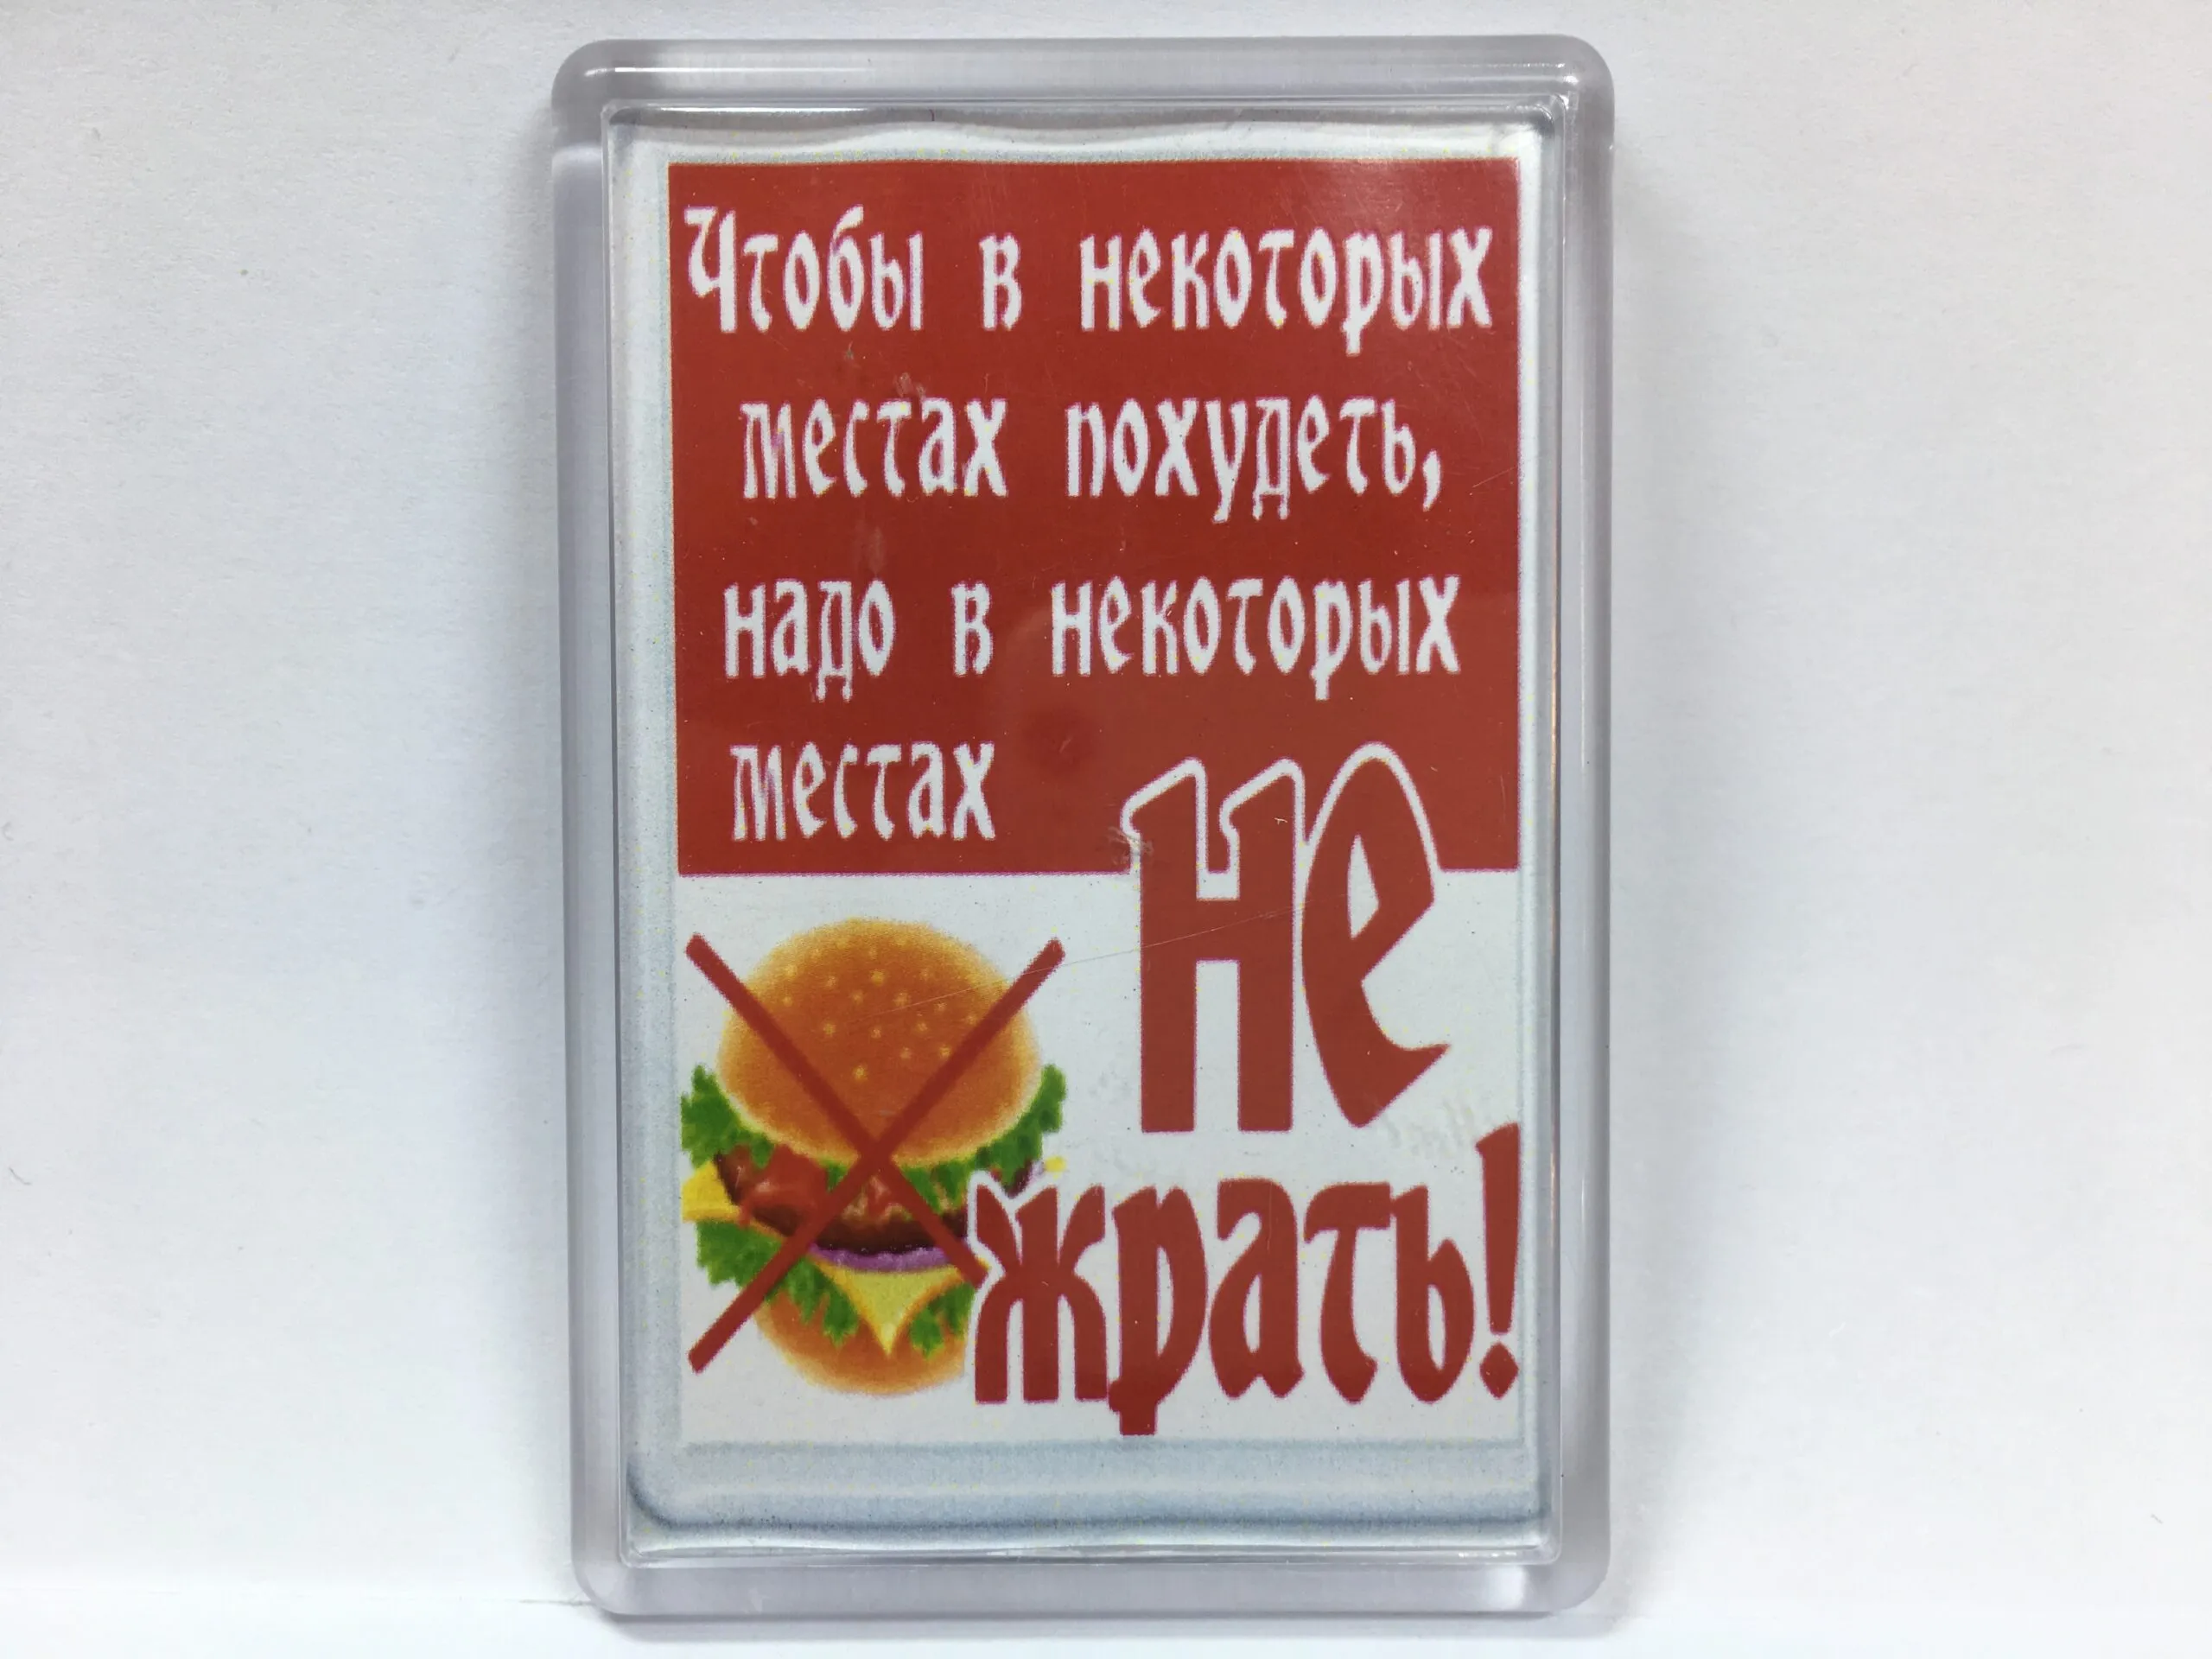 Чтобы в некоторых
местах похудеть,
надо в некоторых
местах не
жрать!